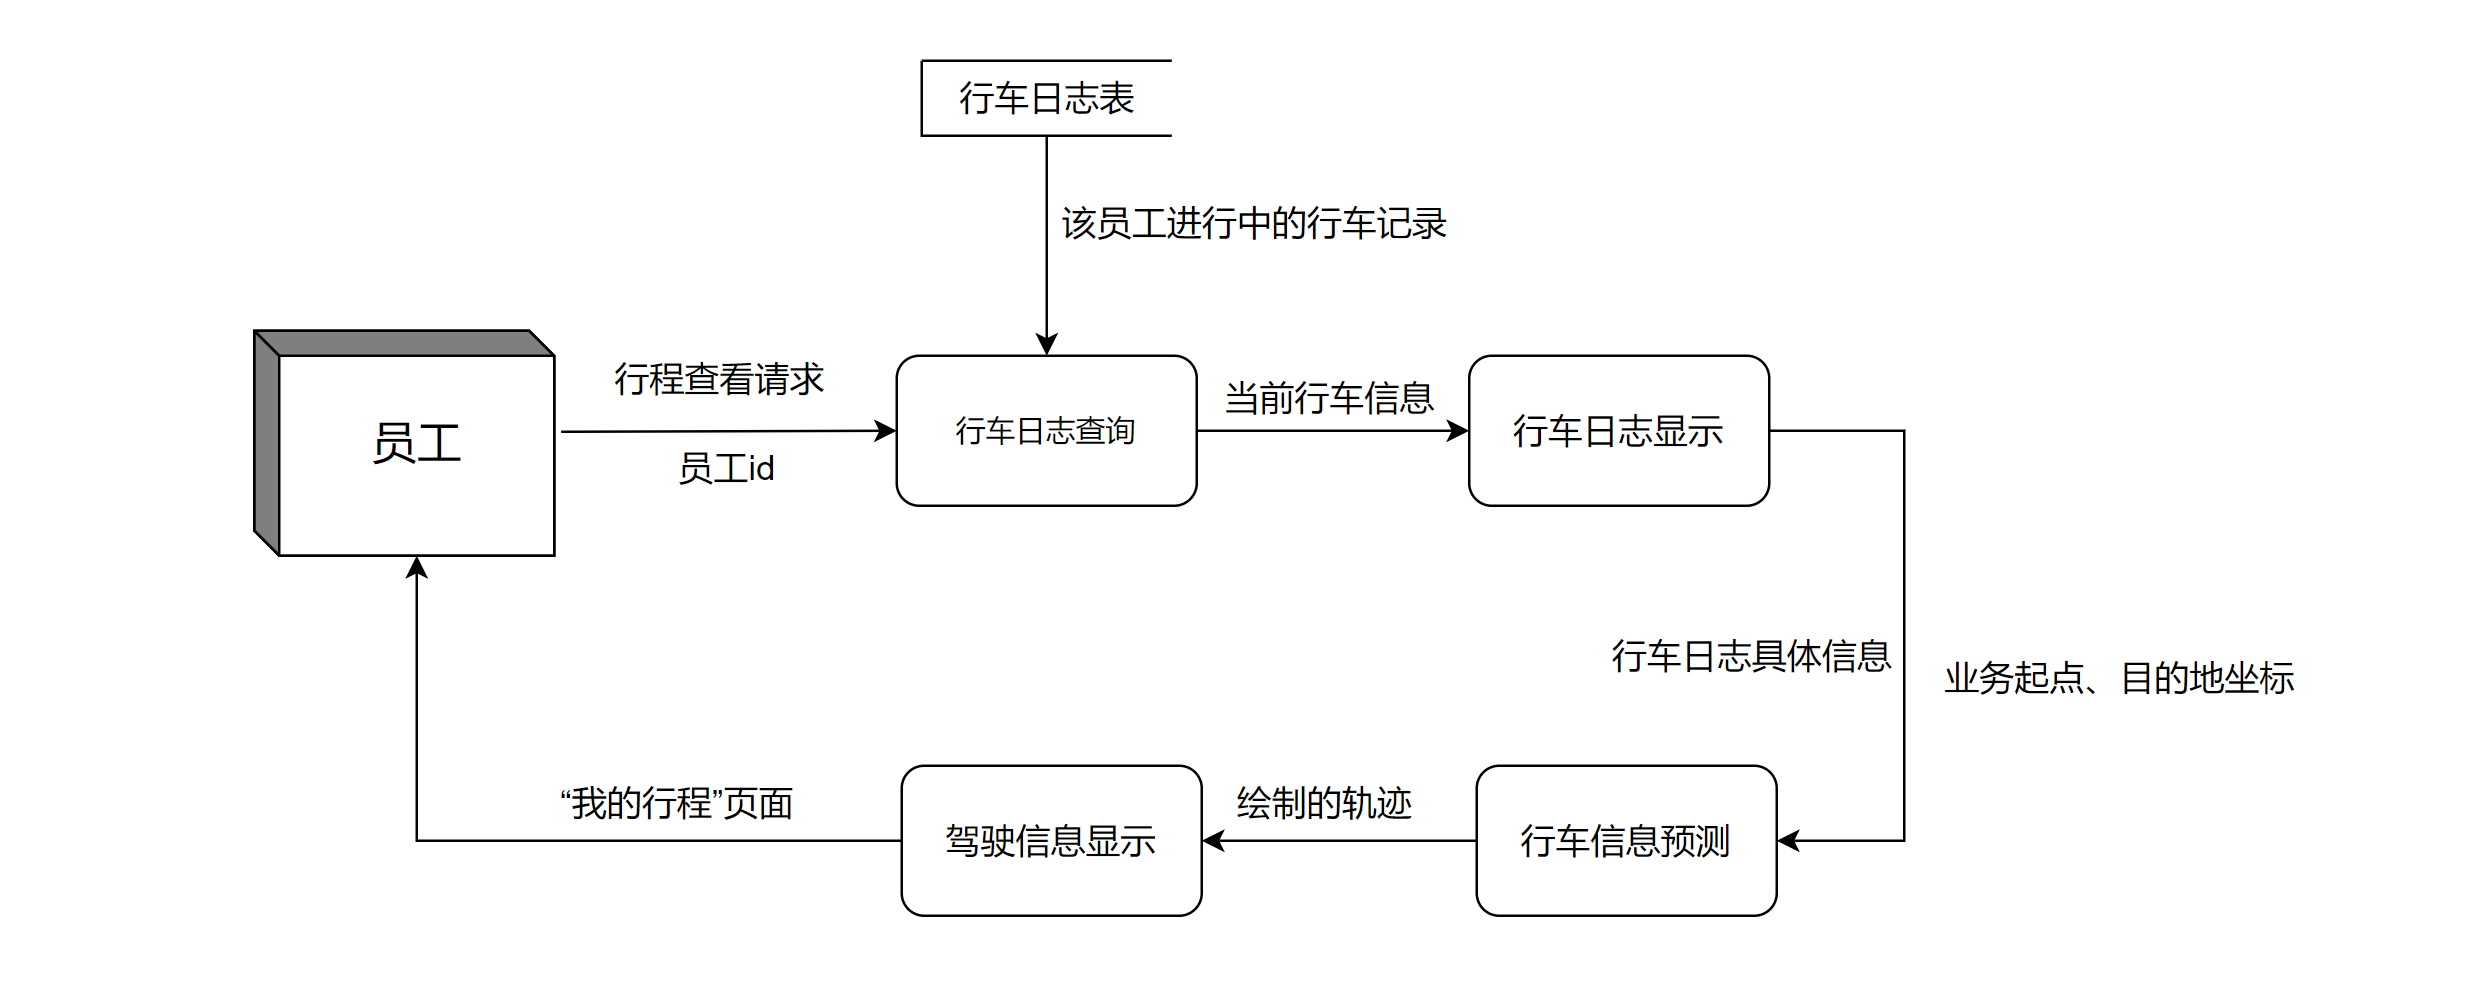 行车日志表
该员工进行中的行车记录
员工
行程查看请求
员工id
行车日志查询
当前行车信息
行车日志显示
行车日志具体信息
业务起点、目的地坐标
“我的行程”页面
驾驶信息显示
绘制的轨迹
行车信息预测